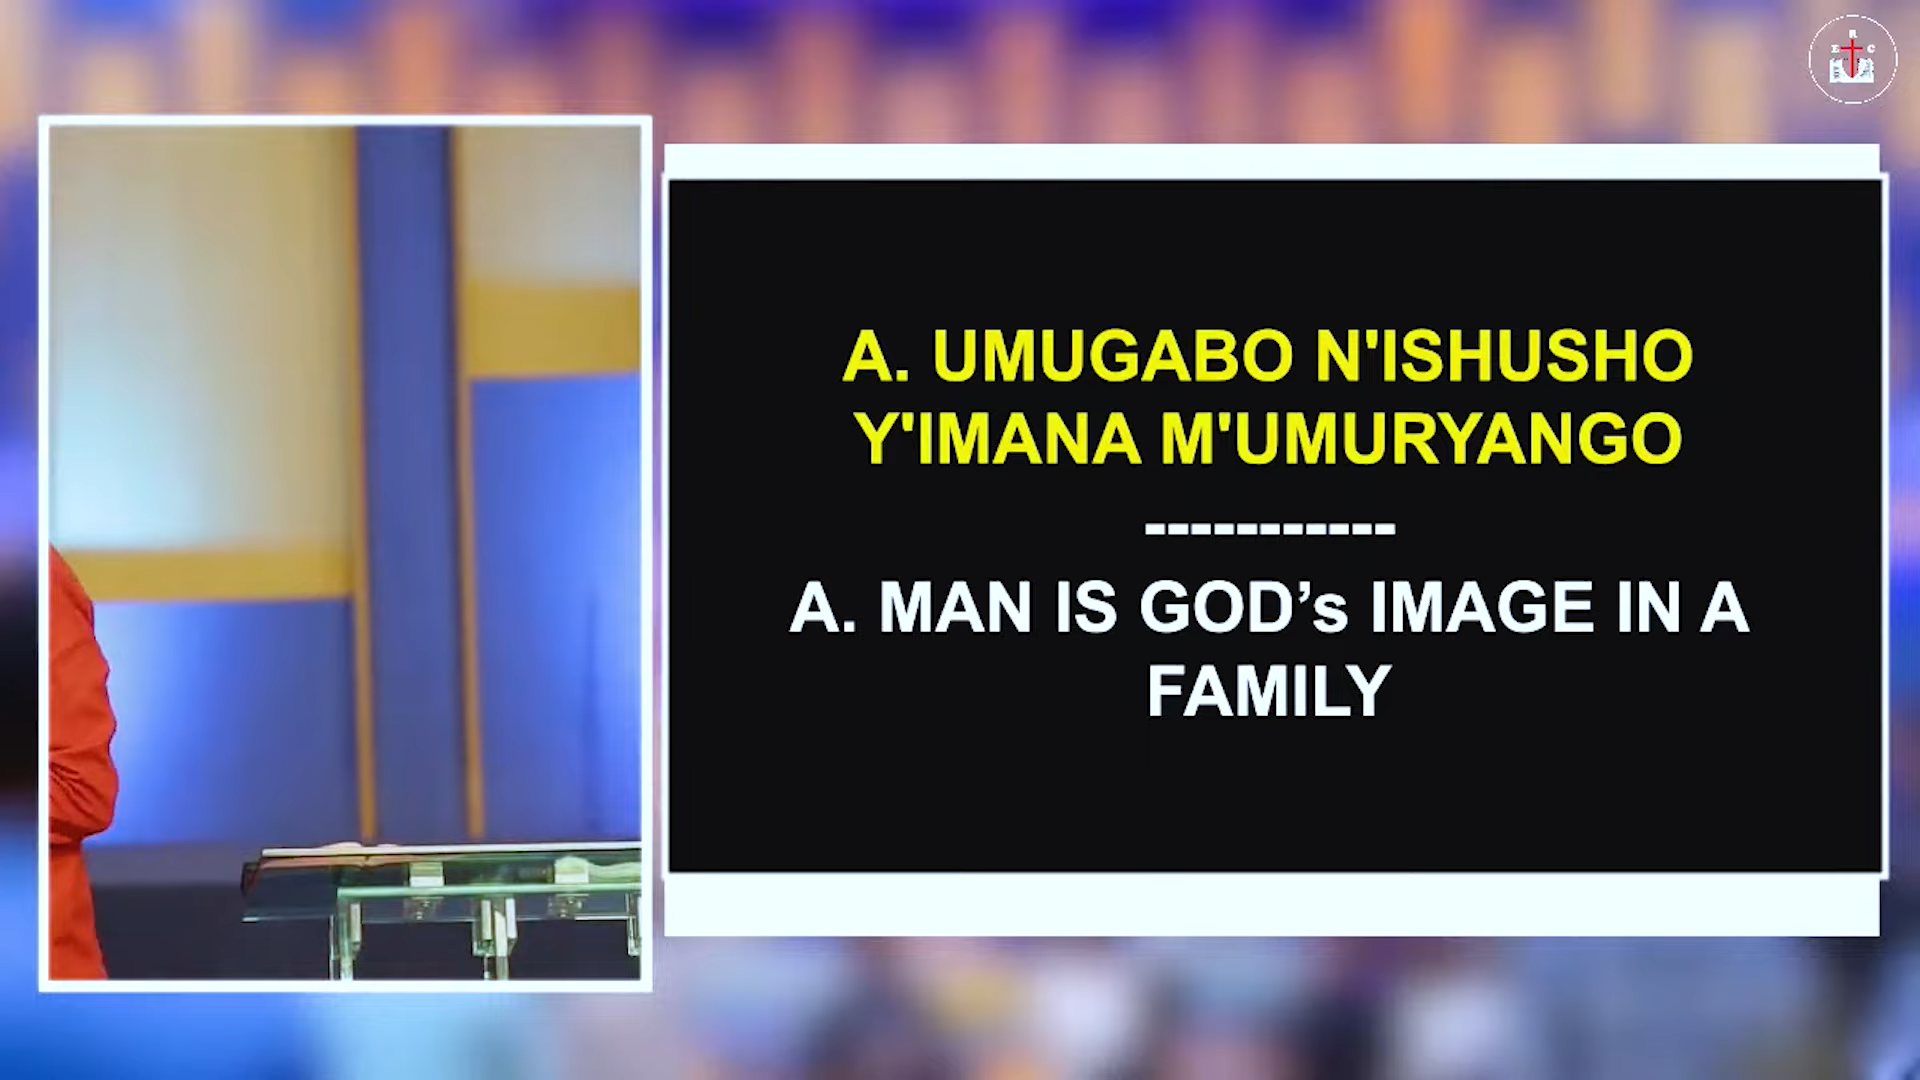 R
E C
A. UMUGABO N'ISHUSHO
Y'IMANA M'UMURYANGO
-----------
A. MAN IS GOD’s IMAGE IN A
FAMILY